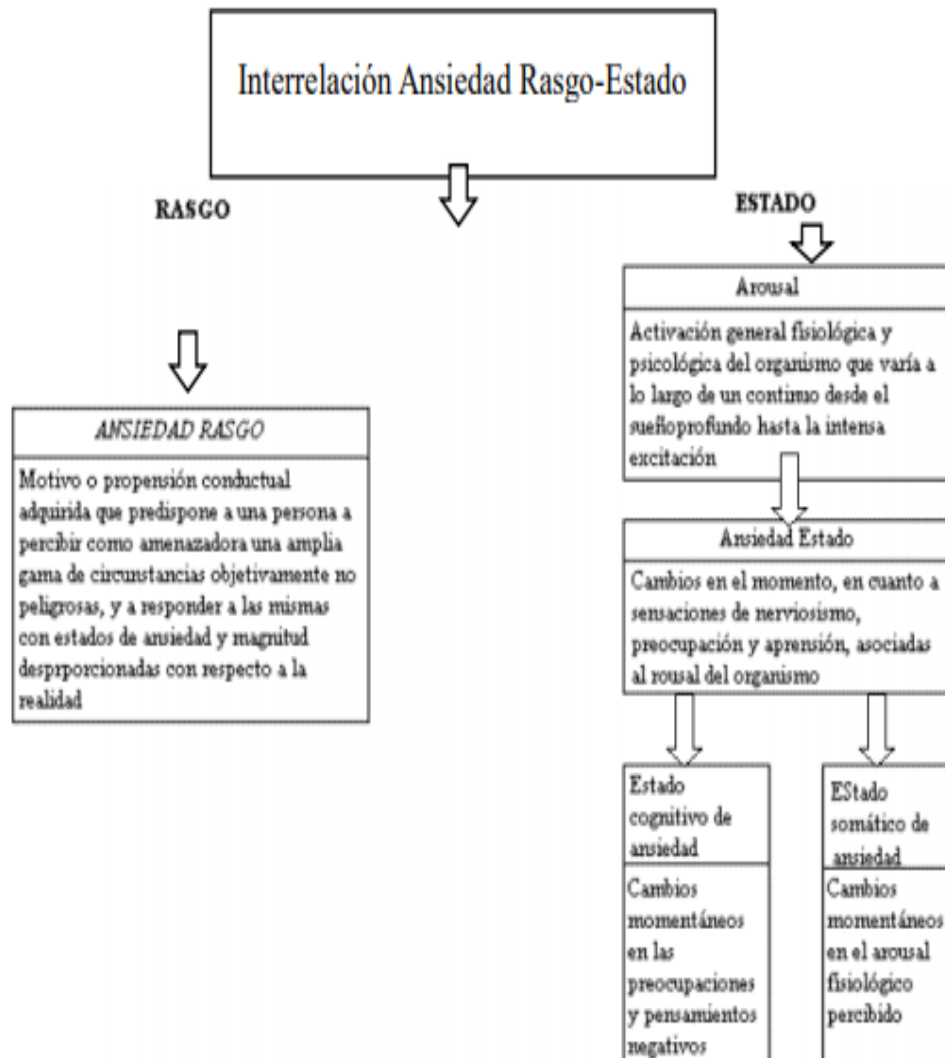 Interrelación Ansiedad Rasgo-Estado
RASGO
ANSIEDAD RASGO
Motivo o propensión conductual
adquirida que predispone a una persona a
percibir como amenazadora una amplia
gama de circunstancias objetivamente no
peligrosas, y a responder a las mismas
con estados de ansiedad y magnitud
desprporcionadas con respecto a la
realidad
ESTADO
Arousal
Activación general fisiológica y
psicológica del organismo que varía a
lo largo de un continuo desde el
sueñoprofundo hasta la intensa
excitación
Ansiedad Estado
Cambios en el momento, en cuanto a
sensaciones de nerviosismo,
preocupación y aprensión, asociadas
al rousal del organismo
Estado
cognitivo de
ansiedad
Cambios
momentáneos
en las
preocupaciones
y pensamientos
negativos
EStado
somático de
ansiedad
Cambios
momentáneos
en el arousal
fisiológico
percibido